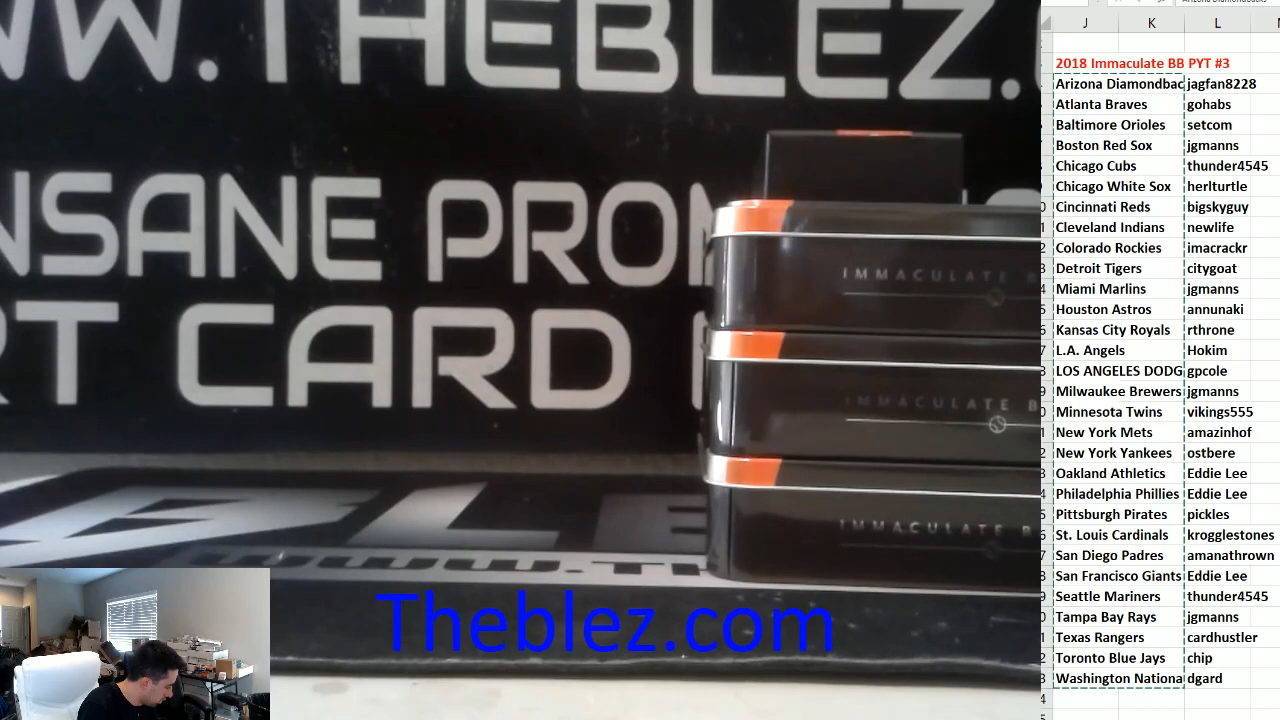 WW.THEBLEZ.
NSANE PROM
RT CARD
IMMACULATE B
IMMACULATE B
IMMACULATE B
BLE
www.T
Theblez.com
J K L
2018 Immaculate BB PYT #3
Arizona Diamondbac jagfan8228
Atlanta Braves gohabs
Baltimore Orioles setcom
Boston Red Sox jgmanns
Chicago Cubs thunder4545
Chicago White Sox herlturtle
Cincinnati Reds bigskyguy
Cleveland Indians newlife
Colorado Rockies imacrackr
Detroit Tigers citygoat
Miami Marlins jgmanns
Houston Astros annunaki
Kansas City Royals rthrone
L.A. Angels Hokim
LOS ANGELES DODG gpcole
Milwaukee Brewers jgmanns
Minnesota Twins vikings555
New York Mets amazinhof
New York Yankees ostbere
Oakland Athletics Eddie Lee
Philadelphia Phillies Eddie Lee
Pittsburgh Pirates pickles
St. Louis Cardinals krogglestones
San Diego Padres amanathrown
San Francisco Giants Eddie Lee
Seattle Mariners thunder4545
Tampa Bay Rays jgmanns
Texas Rangers cardhustler
Toronto Blue Jays chip
Washington Nationa dgard